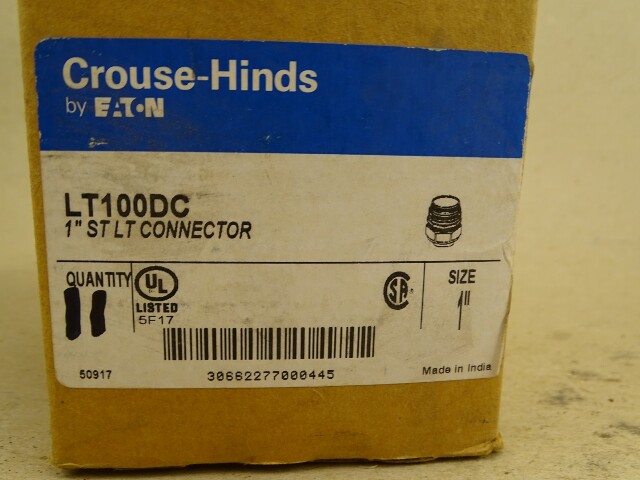 Crouse-Hinds
by EATON
LT100DC
1" ST LT CONNECTOR
QUANTITY
11
UL
LISTED
5F17
SA
SIZE
1"
30662277000445
50917
Made in India